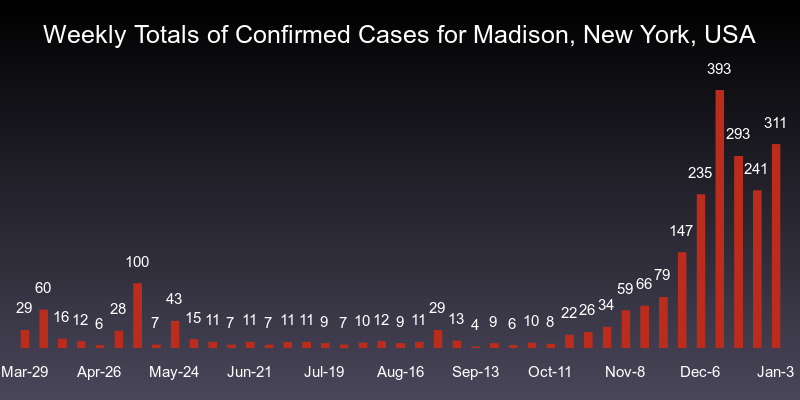 Weekly Totals of Confirmed Cases for Madison, New York, USA
29 60 16 12 6 28 100 7 43 15 11 7 11 7 11 11 9 7 10 12 9 11 29 13 4 9 6 10 8 22 26 34 59 66 79 147 235 393 293 241 311
Mar-29 Apr-26 May-24 Jun-21 Jul-19 Aug-16 Sep-13 Oct-11 Nov-8 Dec-6 Jan-3